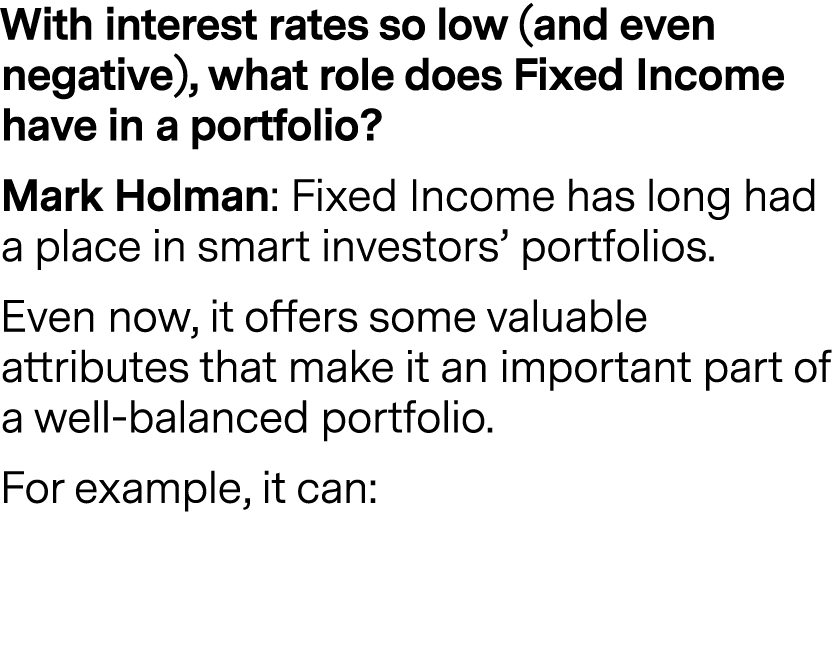 With interest rates so low (and even
negative), what role does Fixed Income
have in a portfolio?
Mark Holman: Fixed Income has long had
a place in smart investors’ portfolios.
Even now, it offers some valuable
attributes that make it an important part of
a well-balanced portfolio.
For example, it can: